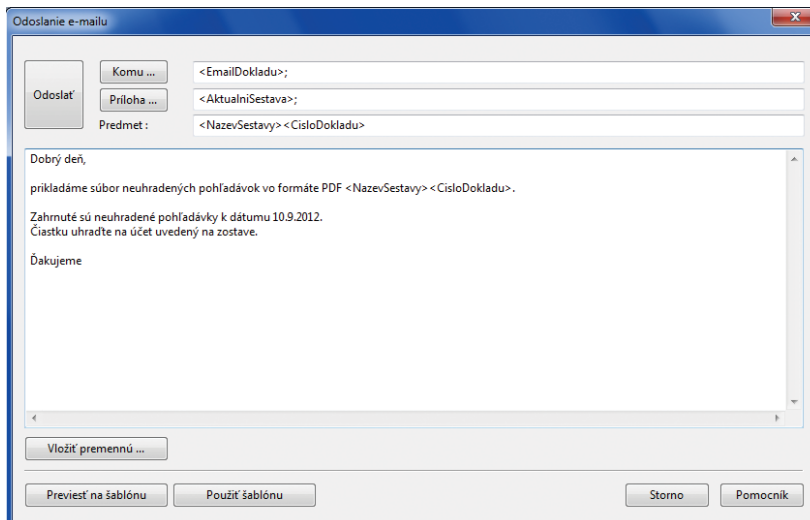 Odoslanie e-mailu
Odoslať
Komu ...
<EmailDokladu>;
Príloha ...
<AktualniSestava>;
Predmet :
<NazevSestavy><CisloDokladu>
Dobrý deň,
prikladáme súbor neuhradených pohľadávok vo formáte PDF <NazevSestavy><CisloDokladu>.
Zahrnuté sú neuhradené pohľadávky k dátumu 10.9.2012.
Čiastku uhraďte na účet uvedený na zostave.
Ďakujeme
Vložiť premennú ...
Previesť na šablónu
Použiť šablónu
Storno
Pomocník